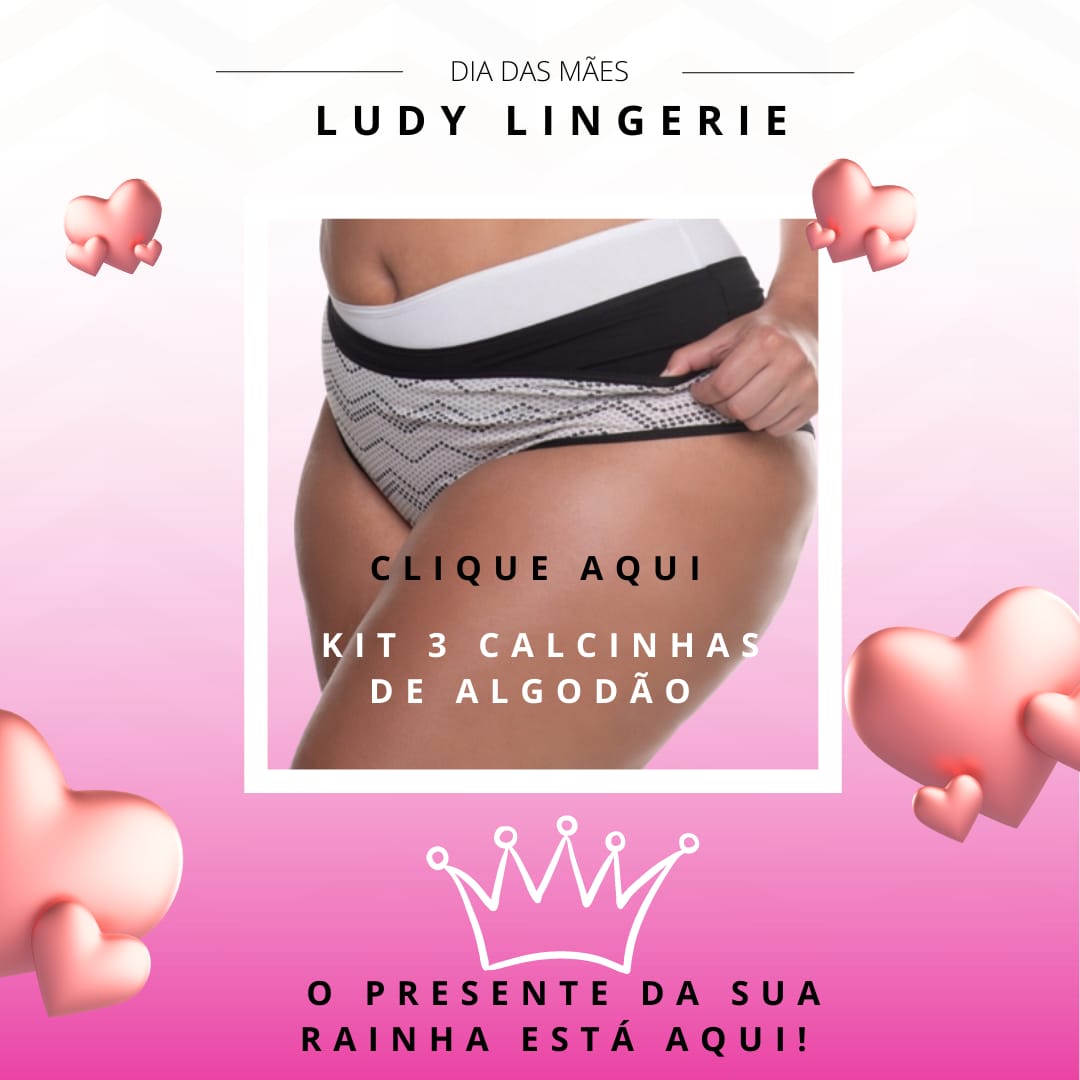 DIA DAS MÃES
LUDY LINGERIE
CLIQUE AQUI
KIT 3 CALCINHAS
DE ALGODÃO
O PRESENTE DA SUA
RAINHA ESTÁ AQUI!